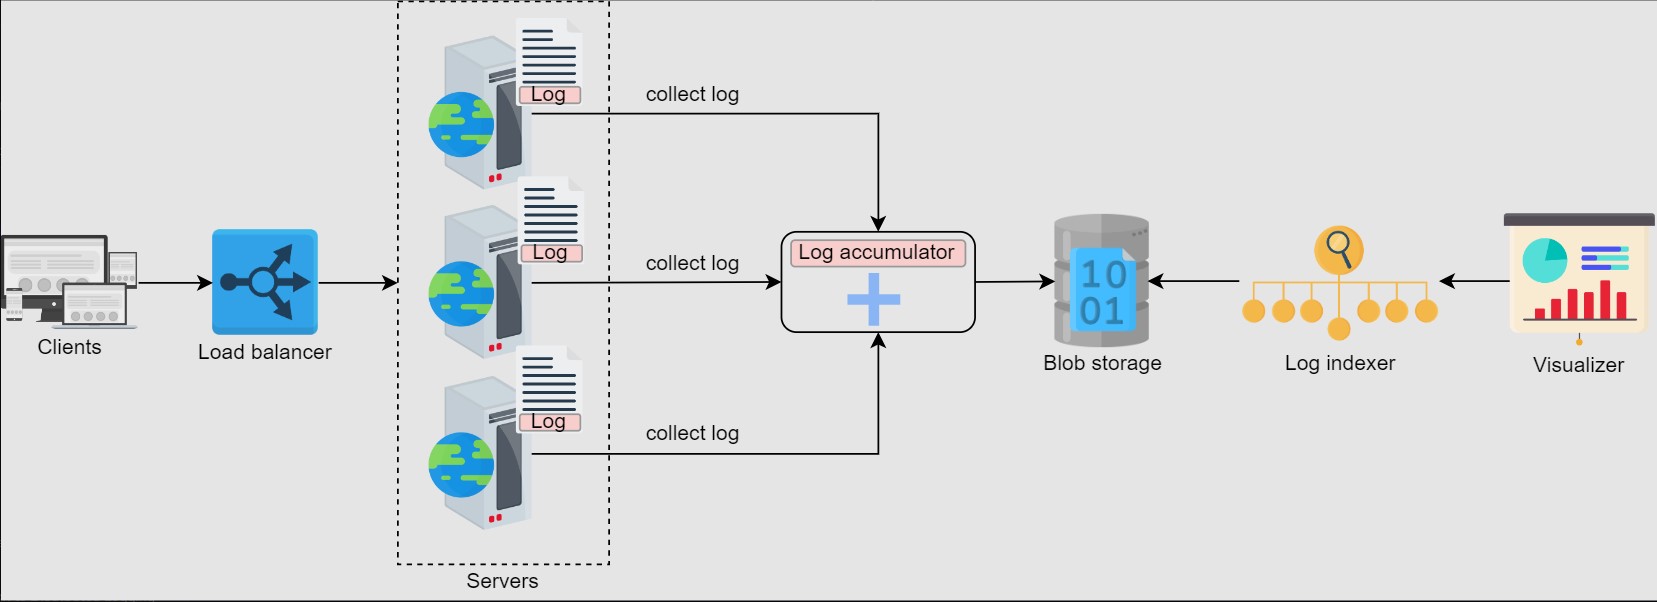 Log
collect log
Log
collect log
Log accumulator
10
01
Clients
Load balancer
Blob storage
Log indexer
Visualizer
Log
collect log
Servers